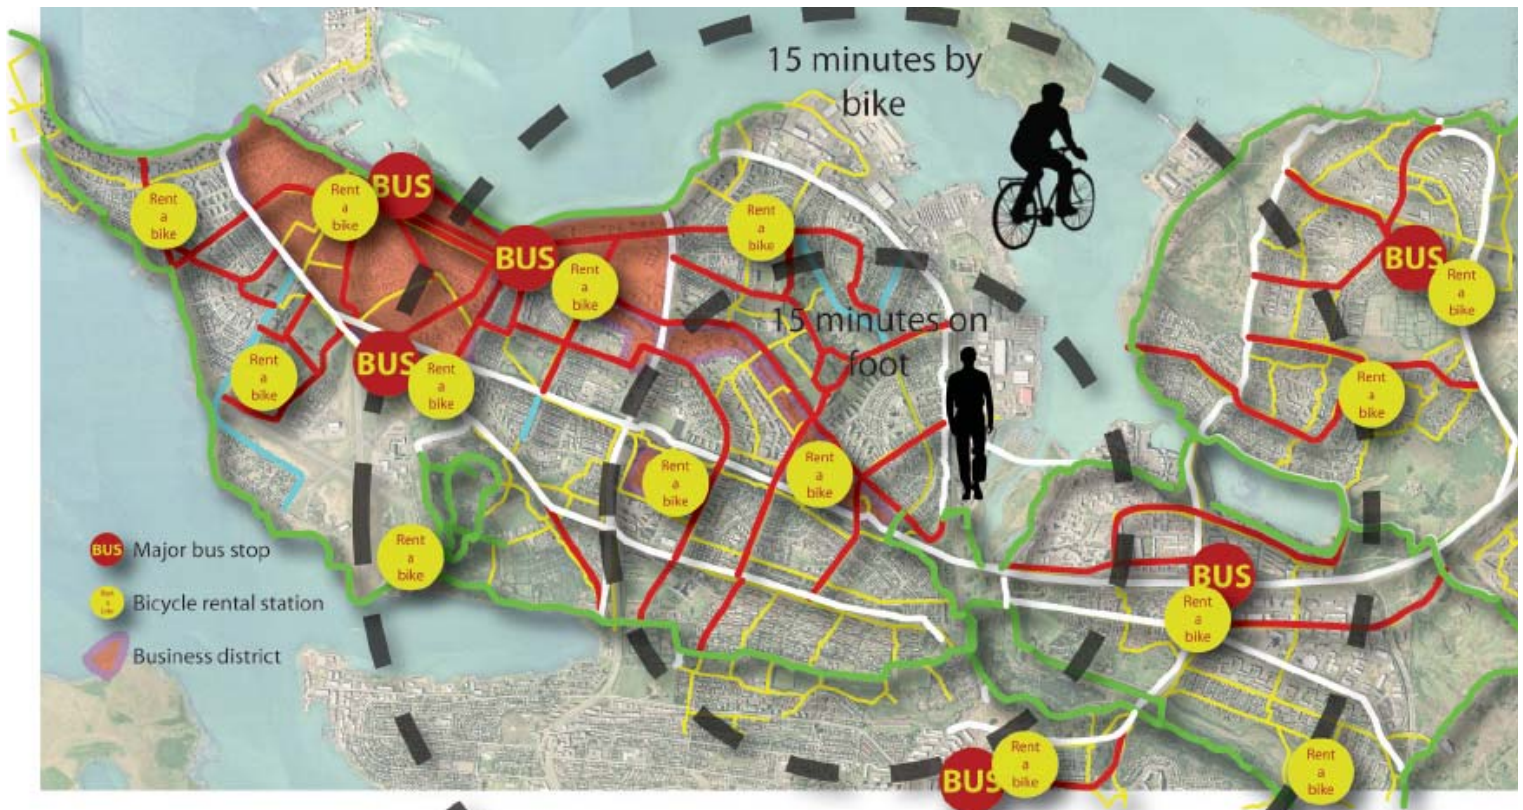 15 minutes by
bike
BUS
Rent
a
bike
Rent
a
bike
Rent
a
bike
BUS
BUS
Rent
a
bike
Rent
a
bike
15 minutes on
foot
BUS
Rent
a
bike
Rent
a
bike
Rent
a
bike
Rent
a
bike
Rent
a
bike
Rent
a
bike
BUS Major bus stop
Bicycle rental station
Business district
BUS
Rent
a
bike
BUS
Rent
a
bike
Rent
a
bike